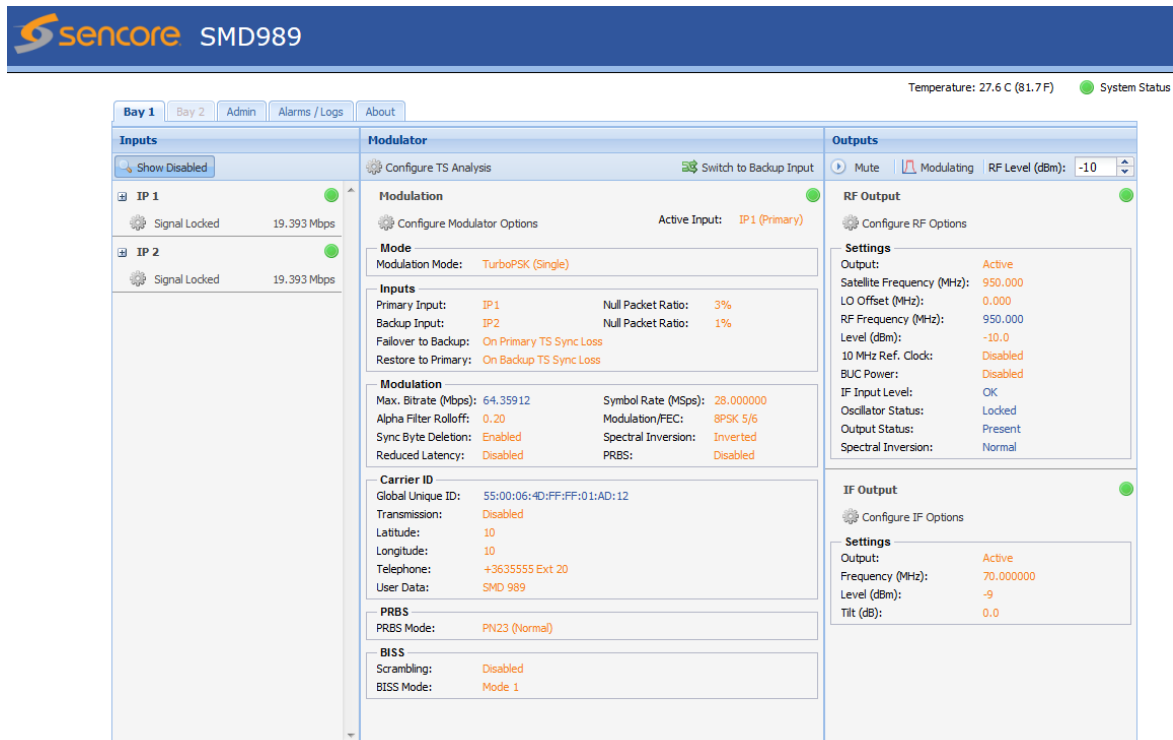 sencore SMD989
Temperature: 27.6 C (81.7 F) System Status
Bay 1 Bay 2 Admin Alarms / Logs About
Inputs
Show Disabled
IP 1
Signal Locked 19.393 Mbps
IP 2
Signal Locked 19.393 Mbps
Modulator
Configure TS Analysis Switch to Backup Input
Modulation
Configure Modulator Options Active Input: IP1 (Primary)
Mode
Modulation Mode: TurboPSK (Single)
Inputs
Primary Input: IP1 Null Packet Ratio: 3%
Backup Input: IP2 Null Packet Ratio: 1%
Failover to Backup: On Primary TS Sync Loss
Restore to Primary: On Backup TS Sync Loss
Modulation
Max. Bitrate (Mbps): 64.35912 Symbol Rate (MSps): 28.000000
Alpha Filter Rolloff: 0.20 Modulation/FEC: 8PSK 5/6
Sync Byte Deletion: Enabled Spectral Inversion: Inverted
Reduced Latency: Disabled PRBS: Disabled
Carrier ID
Global Unique ID: 55:00:06:4D:FF:FF:01:AD:12
Transmission: Disabled
Latitude: 10
Longitude: 10
Telephone: +3635555 Ext 20
User Data: SMD 989
PRBS
PRBS Mode: PN23 (Normal)
BISS
Scrambling: Disabled
BISS Mode: Mode 1
Outputs
Mute Modulating RF Level (dBm): -10
RF Output
Configure RF Options
Settings
Output: Active
Satellite Frequency (MHz): 950.000
LO Offset (MHz): 0.000
RF Frequency (MHz): 950.000
Level (dBm): -10.0
10 MHz Ref. Clock: Disabled
BUC Power: Disabled
IF Input Level: OK
Oscillator Status: Locked
Output Status: Present
Spectral Inversion: Normal
IF Output
Configure IF Options
Settings
Output: Active
Frequency (MHz): 70.000000
Level (dBm): -9
Tilt (dB): 0.0